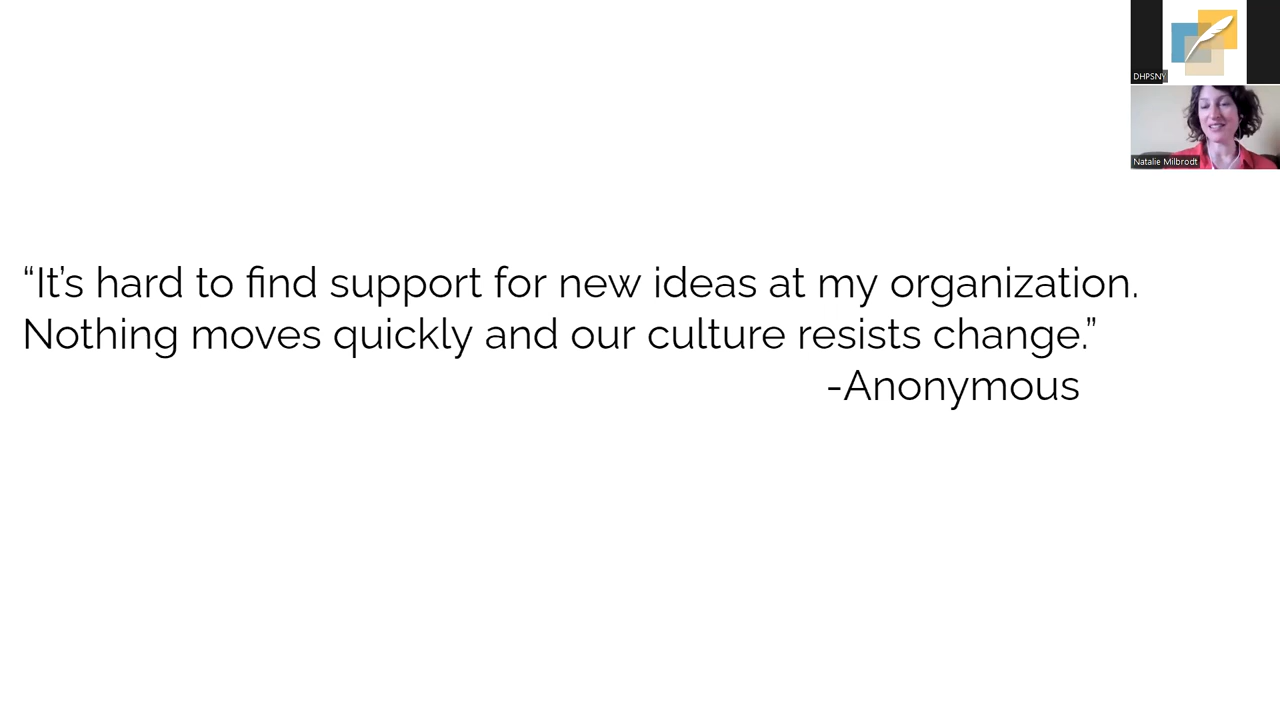 DHPSNY
Natalie Milbrodt
“It’s hard to find support for new ideas at my organization.
Nothing moves quickly and our culture resists change.”
-Anonymous